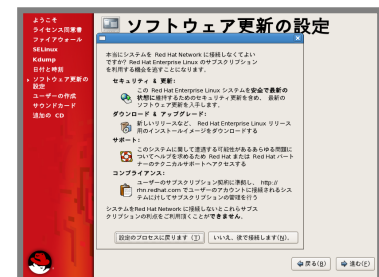 ようこそ
ライセンス同意書
ファイアウォール
SELinux
Kdump
日付と時刻
ソフトウェア更新の
設定
ユーザーの作成
サウンドカード
追加の CD
ソフトウェア更新の設定
本当にシステムを Red Hat Network に接続しなくてよい
ですか? Red Hat Enterprise Linux のサブスクリプション
を利用する機会を逃すことになります。
セキュリティ & 更新:
この Red Hat Enterprise Linux システムを安全で最新の
状態に維持するためのセキュリティ更新を含め、 最新の
ソフトウェア更新を入手します。
ダウンロード & アップグレード:
新しいリリースなど、 Red Hat Enterprise Linux リリース
用のインストールイメージをダウンロードする
サポート:
このシステムに関して遭遇する可能性があるあらゆる問題に
ついてヘルプを求めるため Red Hat または Red Hat パート
ナーのテクニカルサポートへアクセスする
コンプライアンス:
ユーザーのサブスクリプション契約に準拠し、 http://
rhn.redhat.com でユーザーのアカウントに接続されるシス
テムに対してサブスクリプションの管理を行う
システムをRed Hat Network に接続しないとこれらサブス
クリプションの利点をご利用頂くことができません。
設定のプロセスに戻ります (T)
いいえ、後で接続します(N)。
戻る(B)
進む(F)